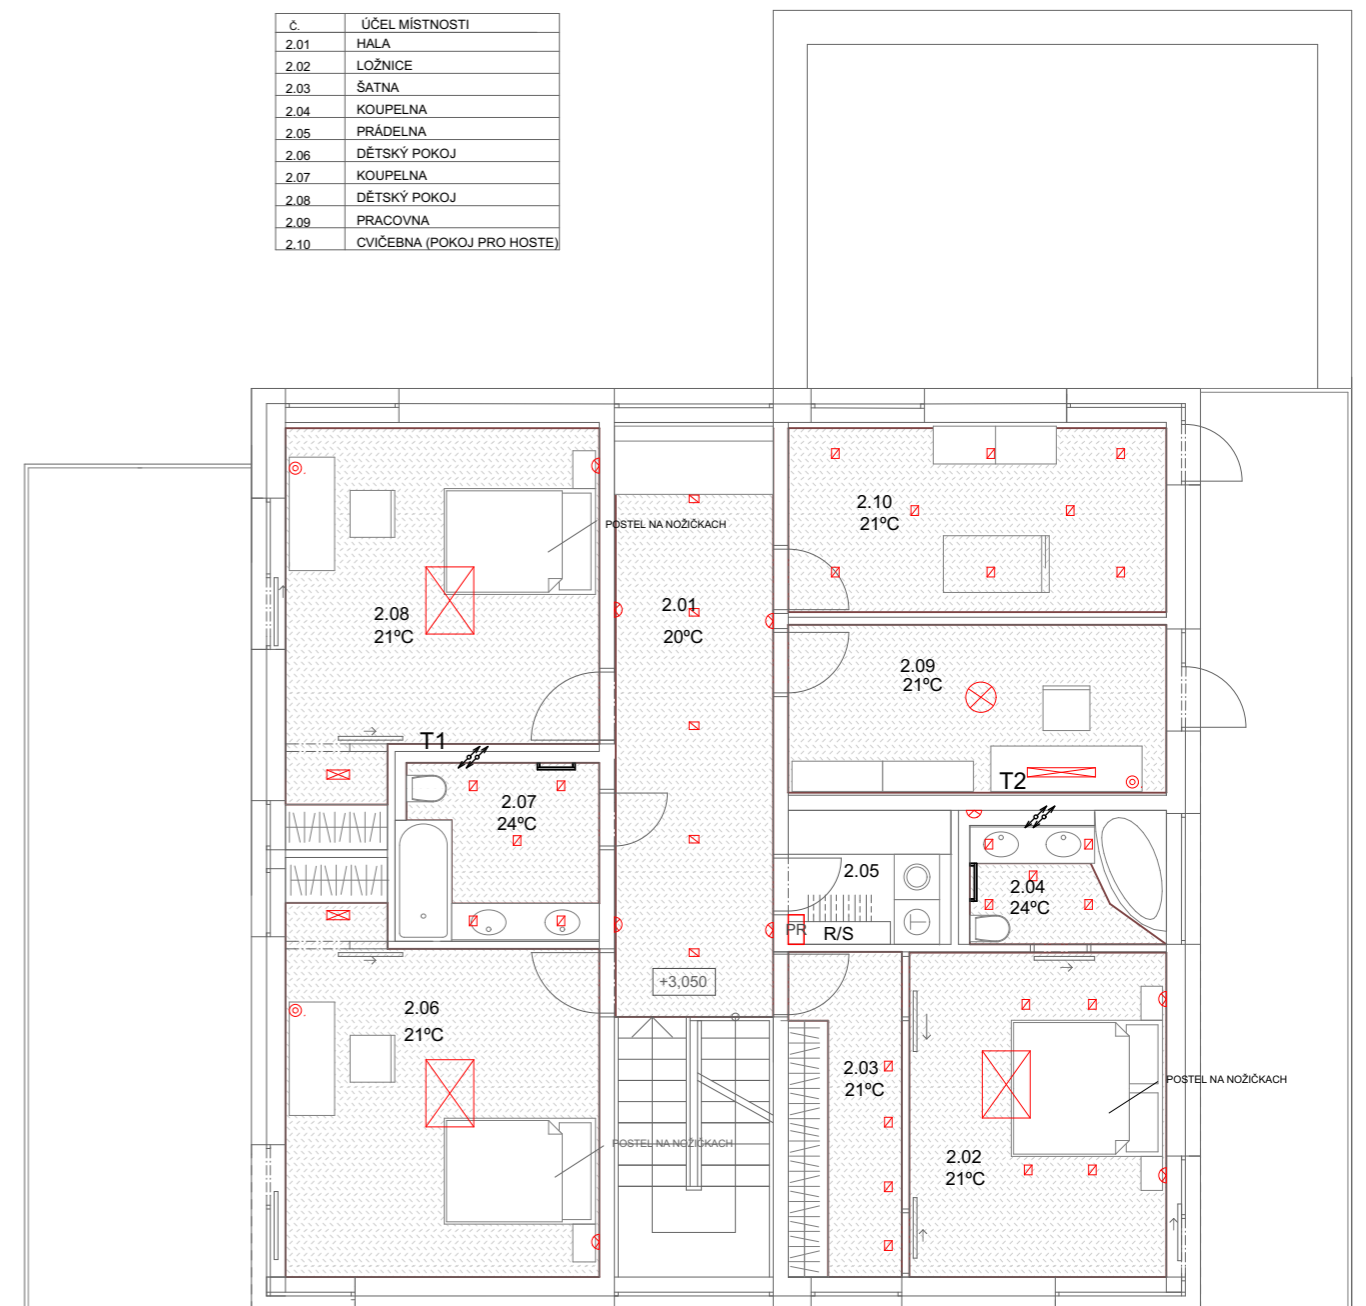 Č. ÚČEL MÍSTNOSTI
2.01 HALA
2.02 LOŽNICE
2.03 ŠATNA
2.04 KOUPELNA
2.05 PRÁDELNA
2.06 DĚTSKÝ POKOJ
2.07 KOUPELNA
2.08 DĚTSKÝ POKOJ
2.09 PRACOVNA
2.10 CVIČEBNA (POKOJ PRO HOSTE)
2.10
21ºC
POSTEL NA NOŽIČKACH
2.08
21ºC
2.01
20ºC
2.09
21ºC
T1
T2
2.07
24ºC
2.05
2.04
24ºC
PR
R/S
+3,050
2.06
21ºC
2.03
21ºC
POSTEL NA NOŽIČKACH
POSTEL NA NOŽIČKACH
2.02
21ºC